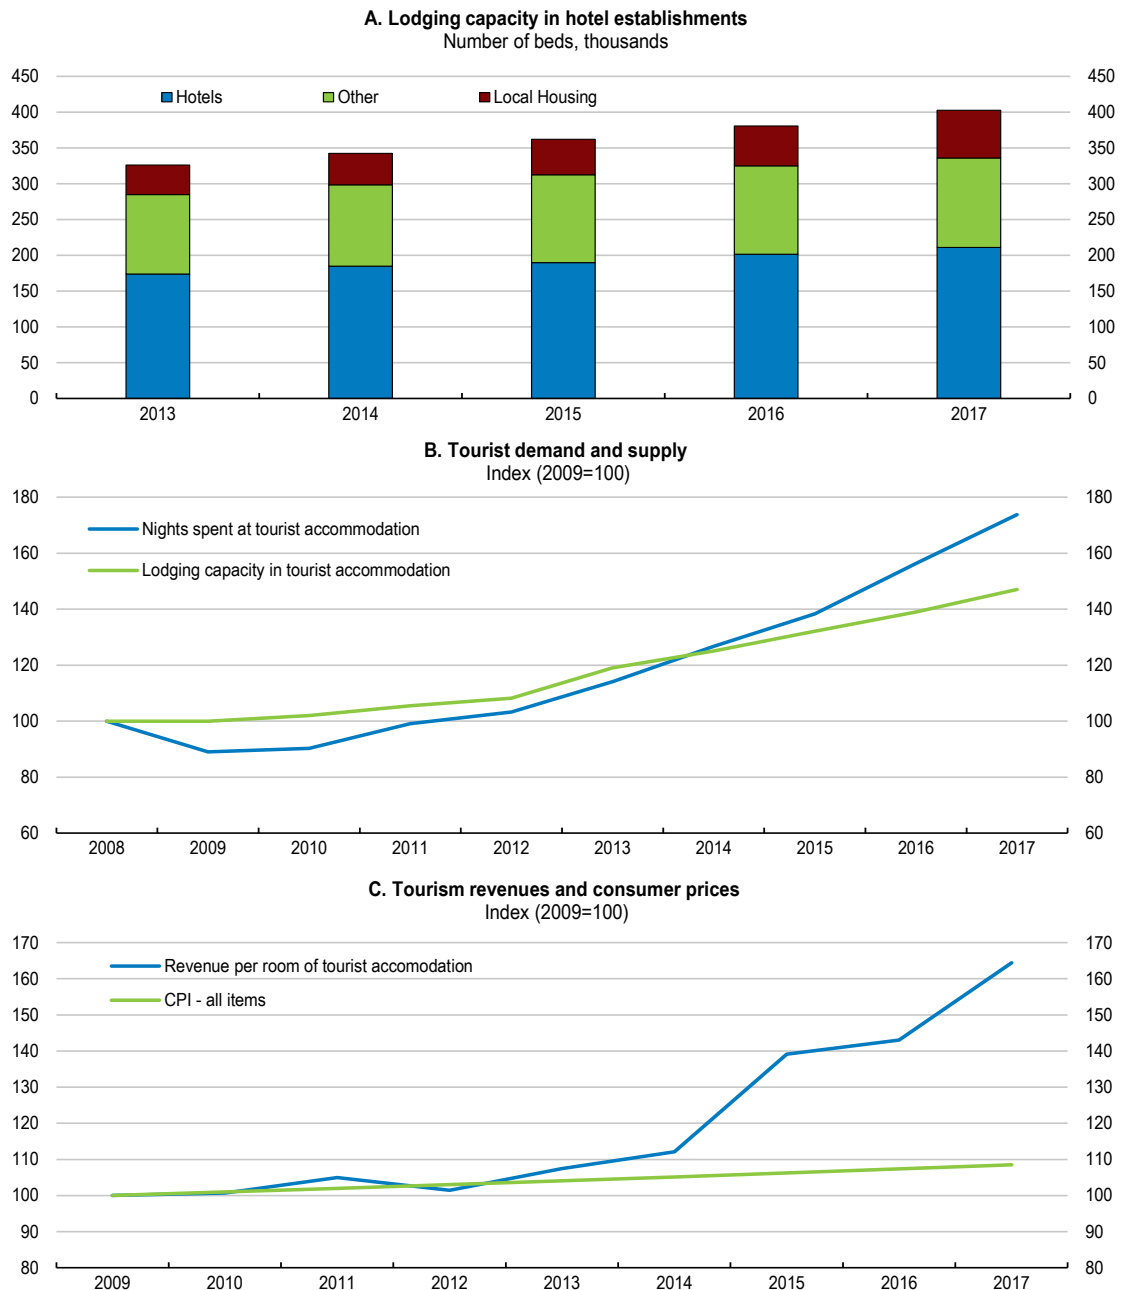 A. Lodging capacity in hotel establishments
Number of beds, thousands
450 450
Hotels Other Local Housing
400 400
350 350
300 300
250 250
200 200
150 150
100 100
50 50
0 0
2013 2014 2015 2016 2017
B. Tourist demand and supply
Index (2009=100)
180 180
Nights spent at tourist accommodation
160 160
Lodging capacity in tourist accommodation
140 140
120 120
100 100
80 80
60 60
2008 2009 2010 2011 2012 2013 2014 2015 2016 2017
C. Tourism revenues and consumer prices
Index (2009=100)
170 170
Revenue per room of tourist accomodation
160 160
CPI - all items
150 150
140 140
130 130
120 120
110 110
100 100
90 90
80 80
2009 2010 2011 2012 2013 2014 2015 2016 2017